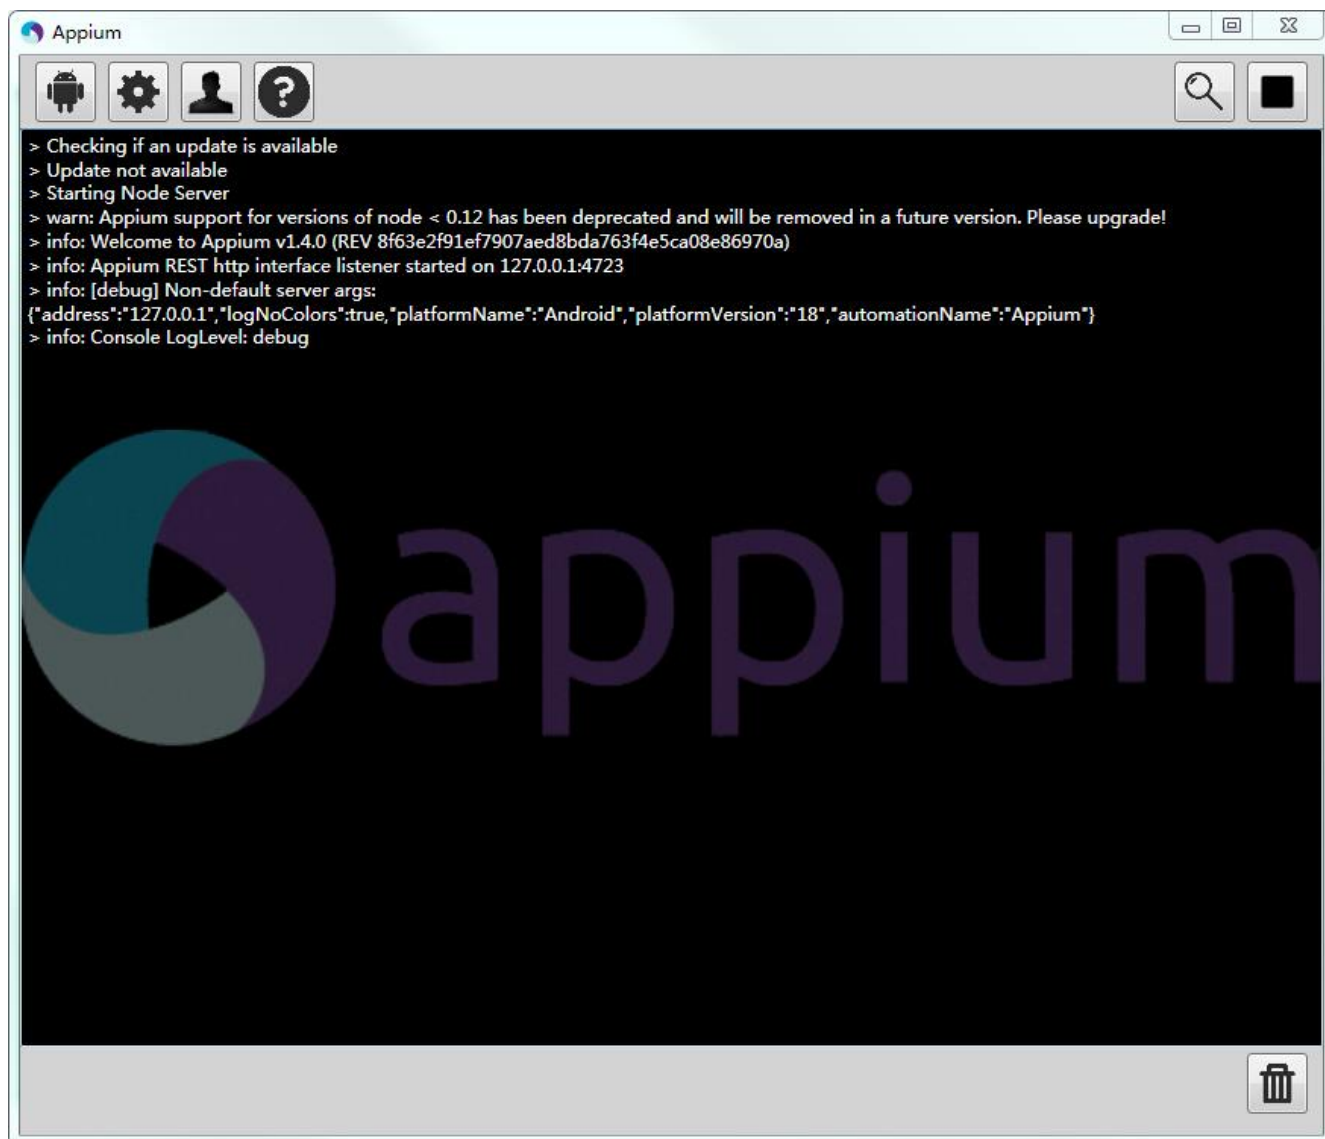 Appium
> Checking if an update is available
> Update not available
> Starting Node Server
> warn: Appium support for versions of node < 0.12 has been deprecated and will be removed in a future version. Please upgrade!
> info: Welcome to Appium v1.4.0 (REV 8f63e2f91ef7907aed8bda763f4e5ca08e86970a)
> info: Appium REST http interface listener started on 127.0.0.1:4723
> info: [debug] Non-default server args:
{"address":"127.0.0.1","logNoColors":true,"platformName":"Android","platformVersion":"18","automationName":"Appium"}
> info: Console LogLevel: debug
appium